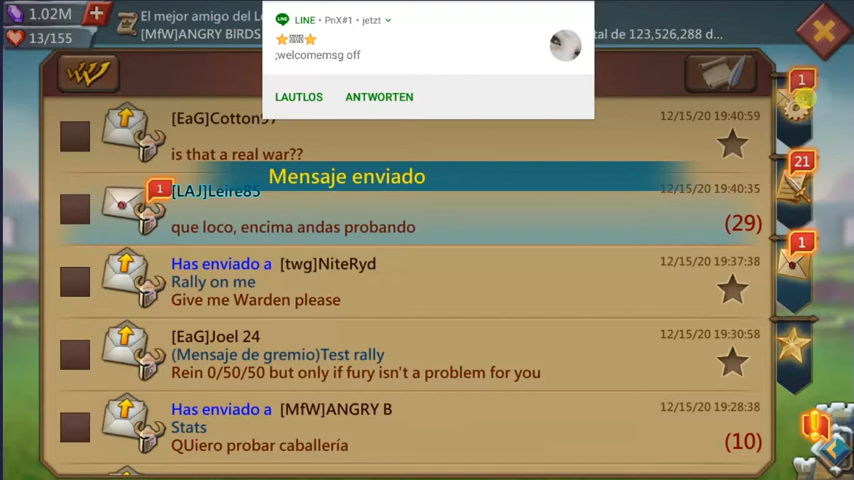 1.02M
13/155
El mejor amigo del L
[MfW]ANGRY BIRDS
tal de 123,526,288 d...
LINE • PnX#1 • jetzt
;welcomemsg off
LAUTLOS ANTWORTEN
1
21
1
[EaG]Cotton97
12/15/20 19:40:59
is that a real war??
Mensaje enviado
1
[LAJ]Leire85
12/15/20 19:40:35
que loco, encima andas probando
(29)
Has enviado a [twg]NiteRyd
12/15/20 19:37:38
Rally on me
Give me Warden please
[EaG]Joel 24
12/15/20 19:30:58
(Mensaje de gremio)Test rally
Rein 0/50/50 but only if fury isn't a problem for you
Has enviado a [MfW]ANGRY B
12/15/20 19:28:38
Stats
QUiero probar caballería
(10)